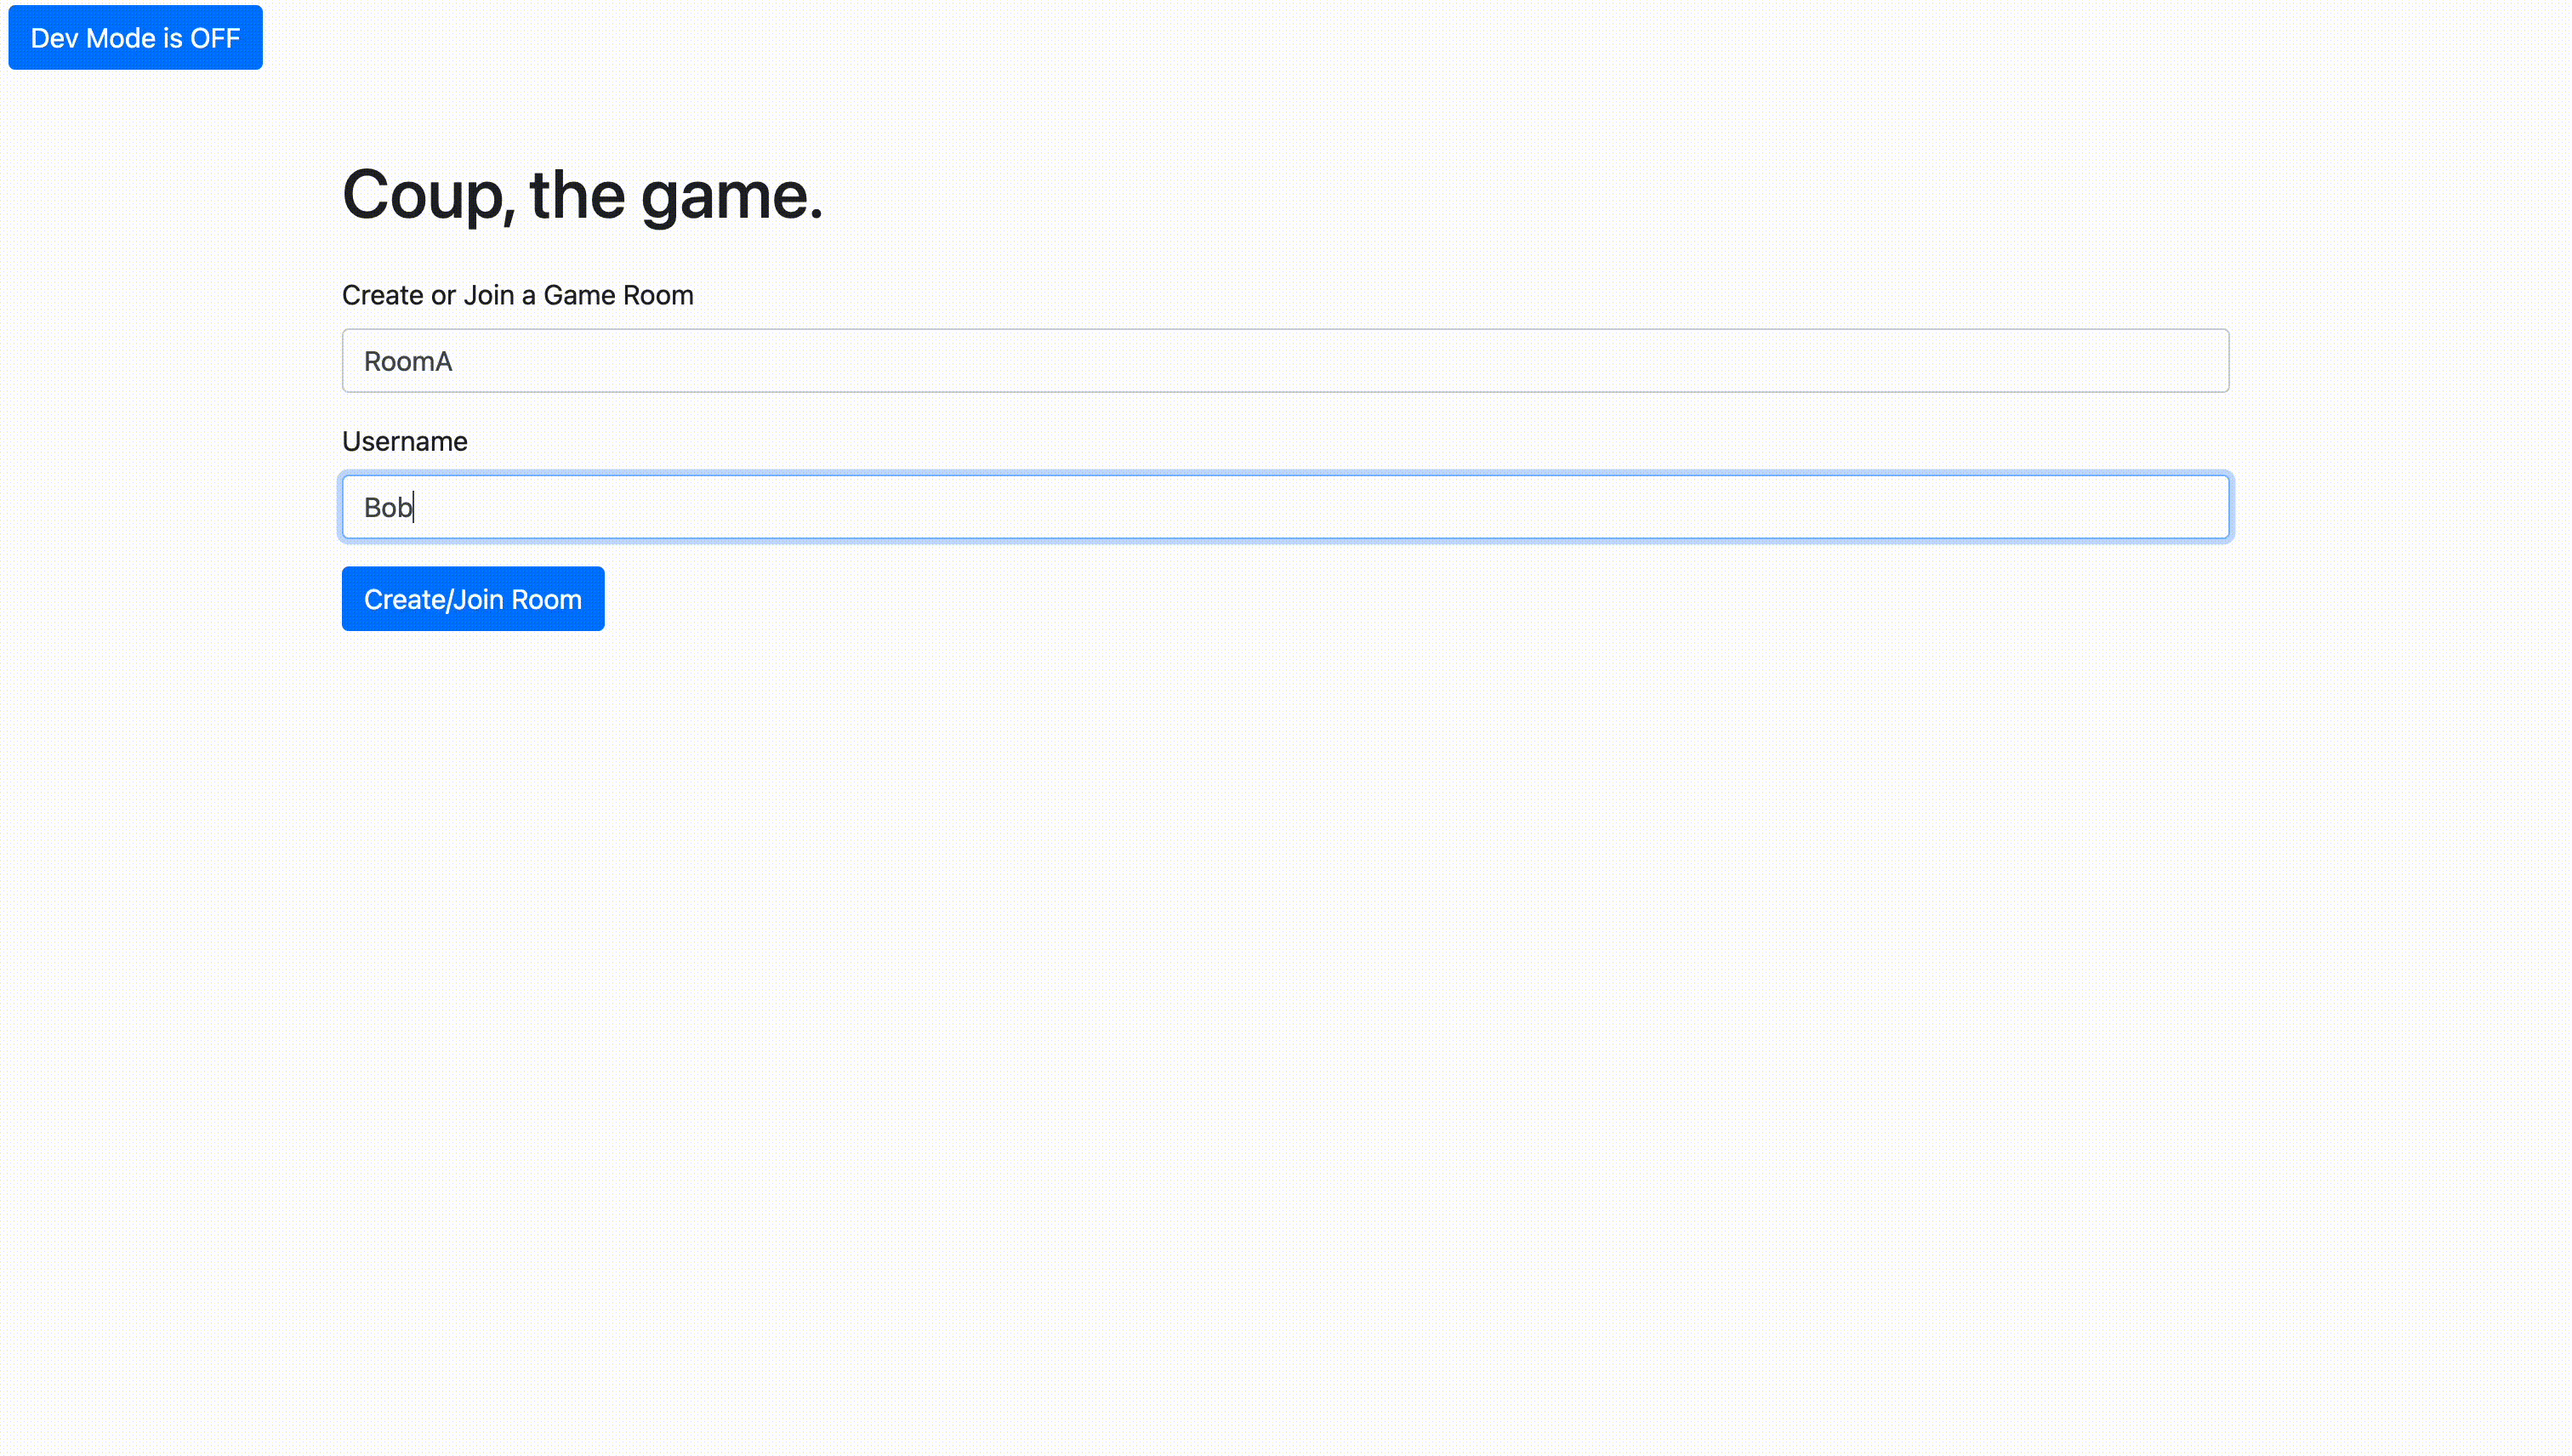 Dev Mode is OFF
Coup, the game.
Create or Join a Game Room
RoomA
Username
Bob
Create/Join Room